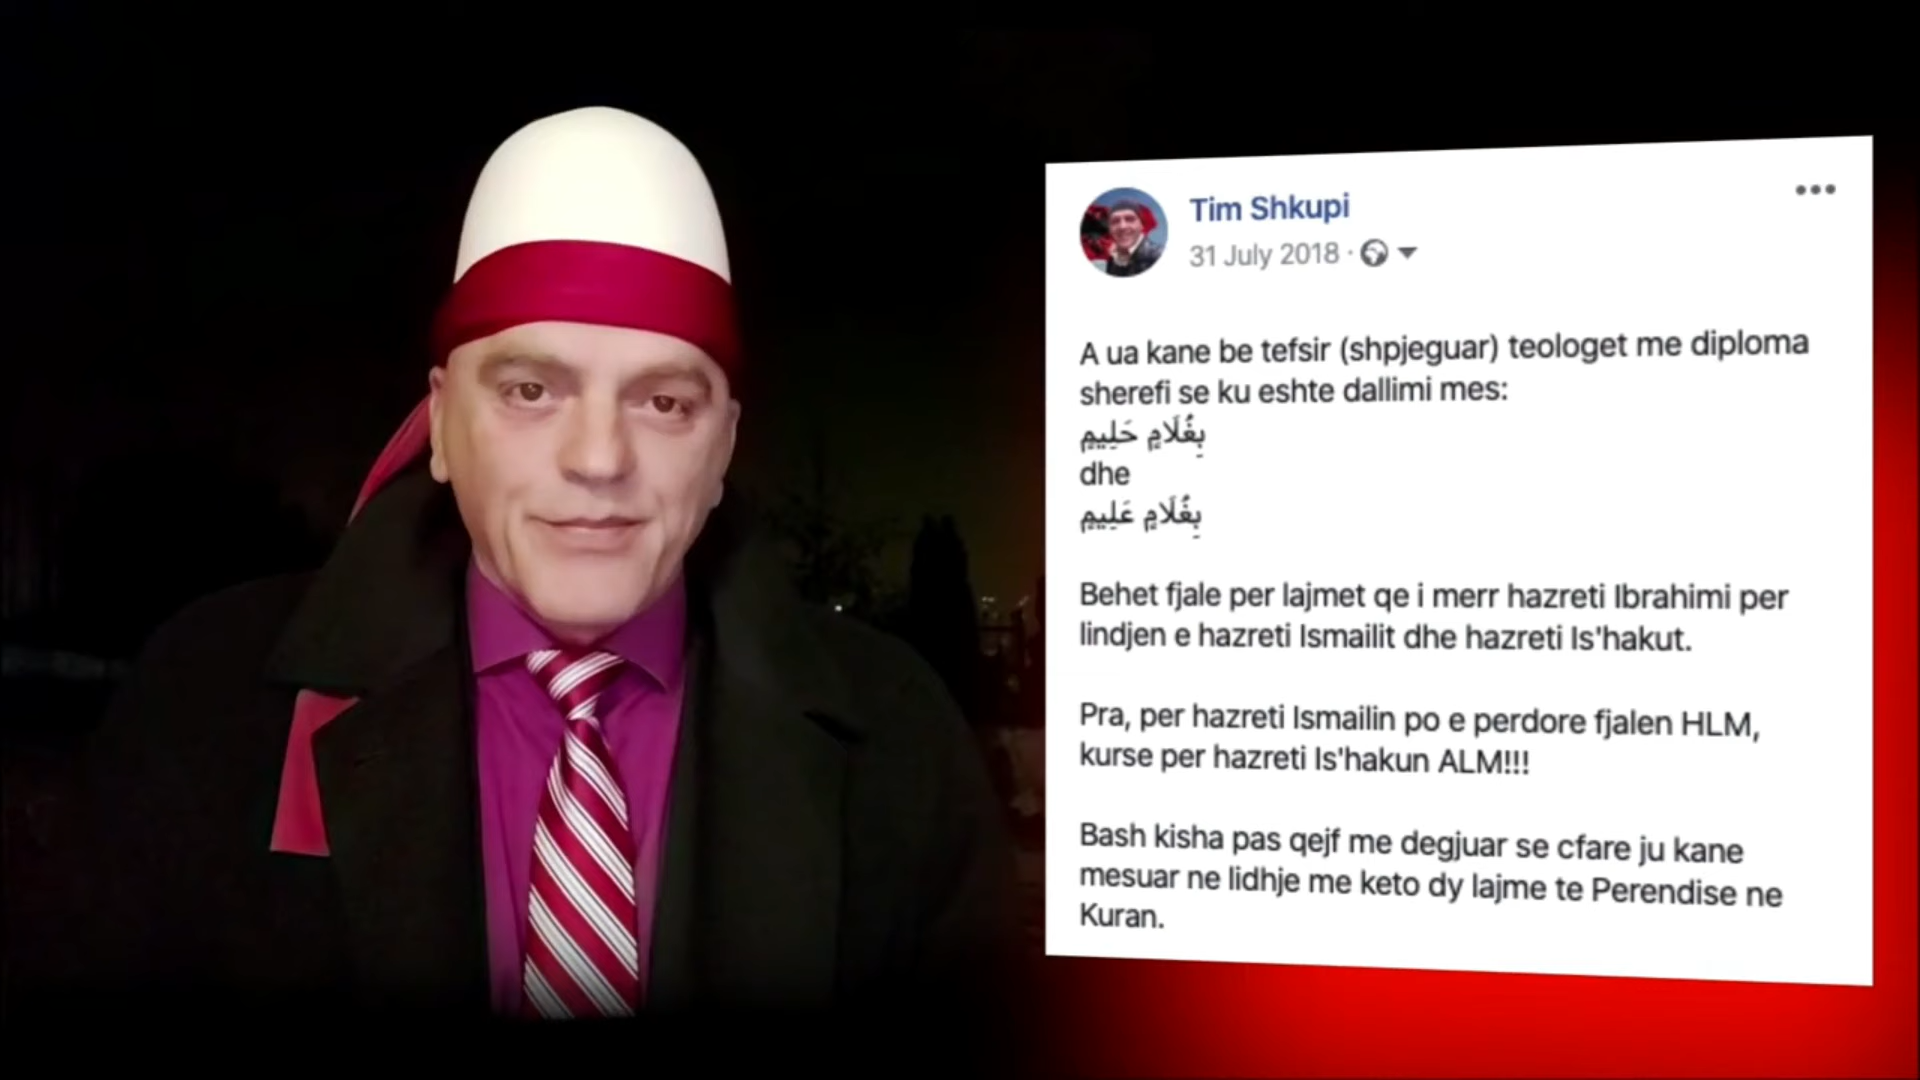 Tim Shkupi
31 July 2018 ·
A ua kane be tefsir (shpjeguar) teologet me diploma
sherefi se ku eshte dallimi mes:
بِغُلَامٍ حَلِيمٍ
dhe
بِغُلَامٍ عَلِيمٍ
Behet fjale per lajmet qe i merr hazreti Ibrahimi per
lindjen e hazreti Ismailit dhe hazreti Is'hakut.
Pra, per hazreti Ismailin po e perdore fjalen HLM,
kurse per hazreti Is'hakun ALM!!!
Bash kisha pas qejf me degjuar se cfare ju kane
mesuar ne lidhje me keto dy lajme te Perendise ne
Kuran.